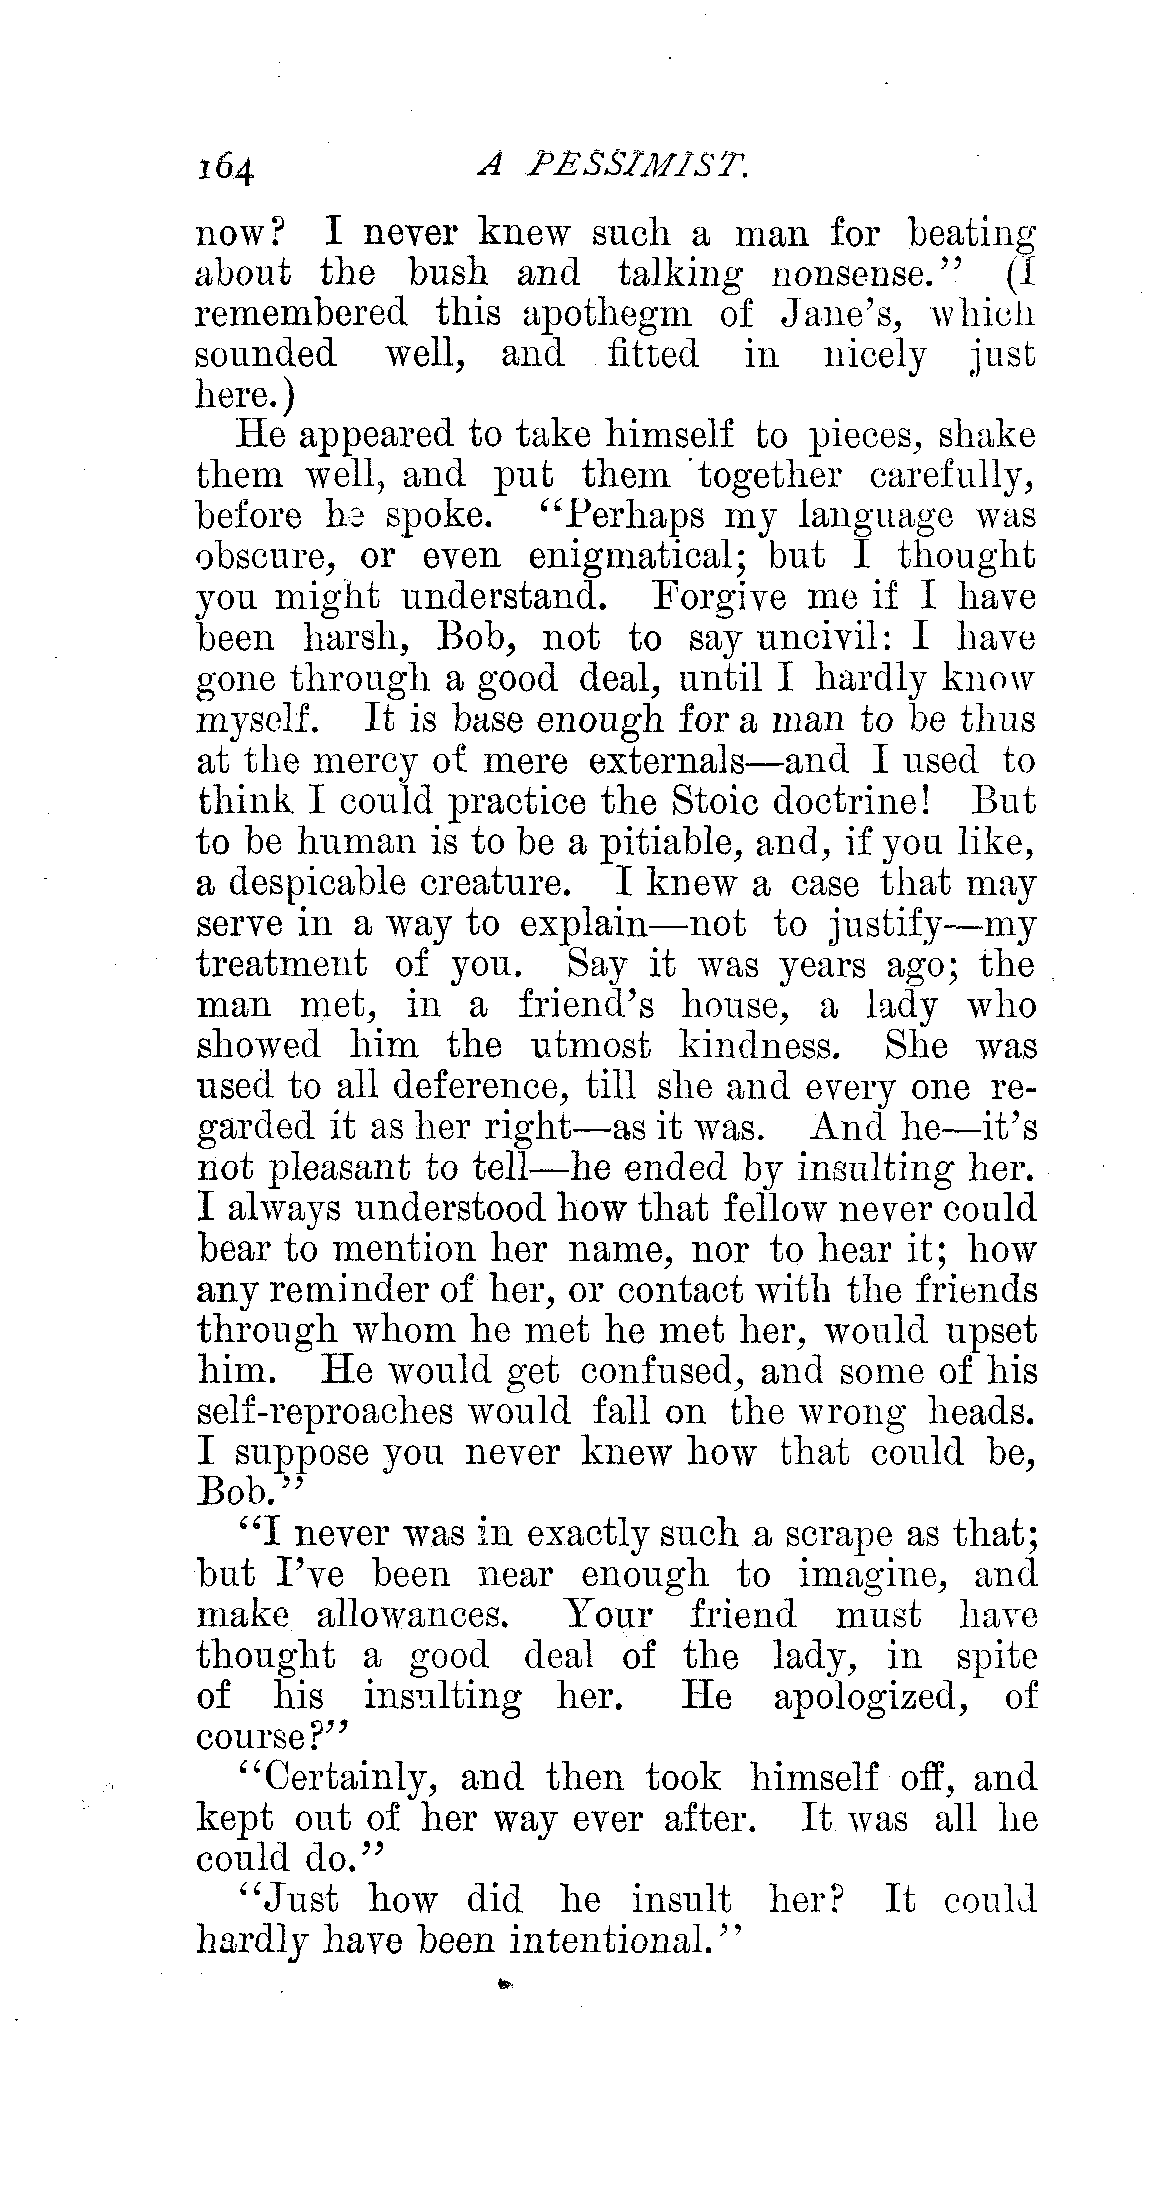 164 A PESSIMIST.
now? I never knew such a man for beating
about the bush and talking nonsense.” (I
remembered this apothegm of Jane’s, which
sounded well, and fitted in nicely just
here.)
He appeared to take himself to pieces, shake
them well, and put them together carefully,
before he spoke. “Perhaps my language was
obscure, or even enigmatical; but I thought
you might understand. Forgive me if I have
been harsh, Bob, not to say uncivil: I have
gone through a good deal, until I hardly know
myself. It is base enough for a man to be thus
at the mercy of mere externals—and I used to
think I could practice the Stoic doctrine! But
to be human is to be a pitiable, and, if you like,
a despicable creature. I knew a case that may
serve in a way to explain—not to justify—my
treatment of you. Say it was years ago; the
man met, in a friend’s house, a lady who
showed him the utmost kindness. She was
used to all deference, till she and every one re-
garded it as her right—as it was. And he—it’s
not pleasant to tell—he ended by insulting her.
I always understood how that fellow never could
bear to mention her name, nor to hear it; how
any reminder of her, or contact with the friends
through whom he met he met her, would upset
him. He would get confused, and some of his
self-reproaches would fall on the wrong heads.
I suppose you never knew how that could be,
Bob.”
“I never was in exactly such a scrape as that;
but I’ve been near enough to imagine, and
make allowances. Your friend must have
thought a good deal of the lady, in spite
of his insulting her. He apologized, of
course?”
“Certainly, and then took himself off, and
kept out of her way ever after. It was all he
could do.”
“Just how did he insult her? It could
hardly have been intentional.”